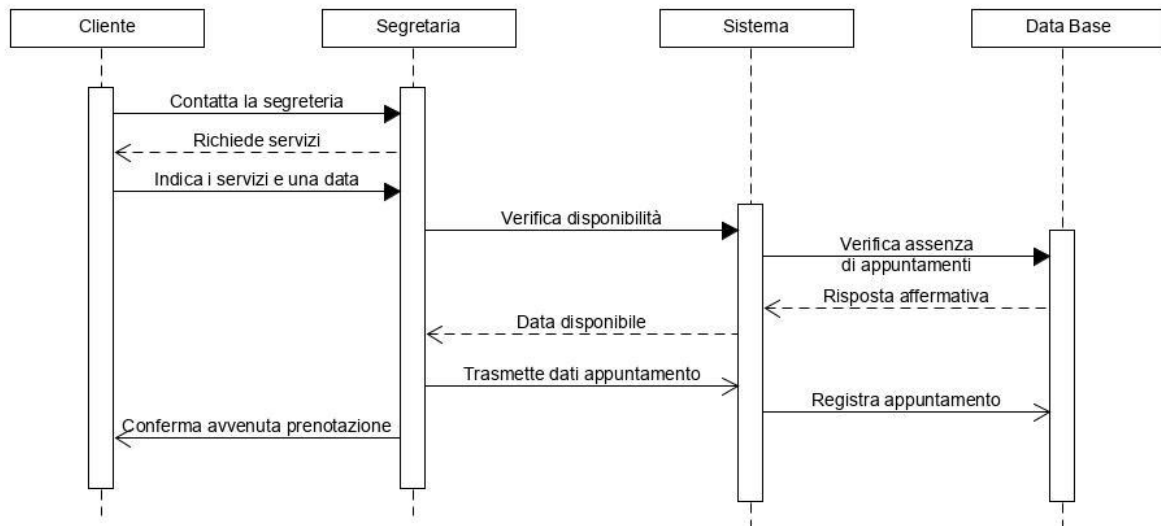 Cliente
Segretaria
Sistema
Data Base
Contatta la segreteria
Richiede servizi
Indica i servizi e una data
Verifica disponibilità
Verifica assenza
di appuntamenti
Risposta affermativa
Data disponibile
Trasmette dati appuntamento
Registra appuntamento
Conferma avvenuta prenotazione